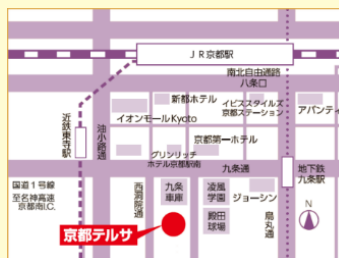 JR京都駅
南北自由通路
八条口
新都ホテル
イビススタイルズ
京都ステーション
アバンティ
イオンモールKyoto
近鉄東寺駅
油小路通
京都第一ホテル
グリンリッチ
ホテル京都駅南
九条通
地下鉄
九条駅
国道1号線
至名神高速
京都南I.C.
西洞院通
九条
車庫
凌風
学園
ジョーシン
烏丸通
N
殿田
球場
京都テルサ